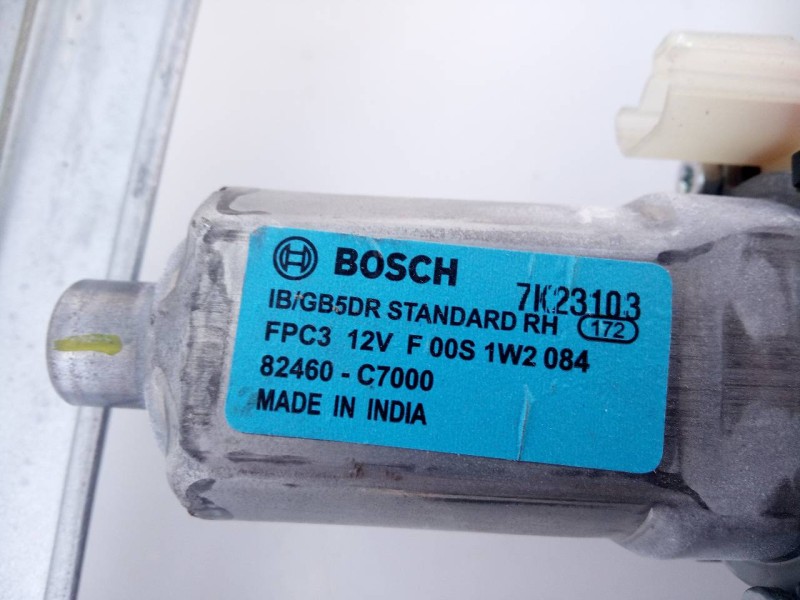 BOSCH 7K23103
IB/GB5DR STANDARD RH 172
FPC3 12V F 00S 1W2 084
82460 - C7000
MADE IN INDIA